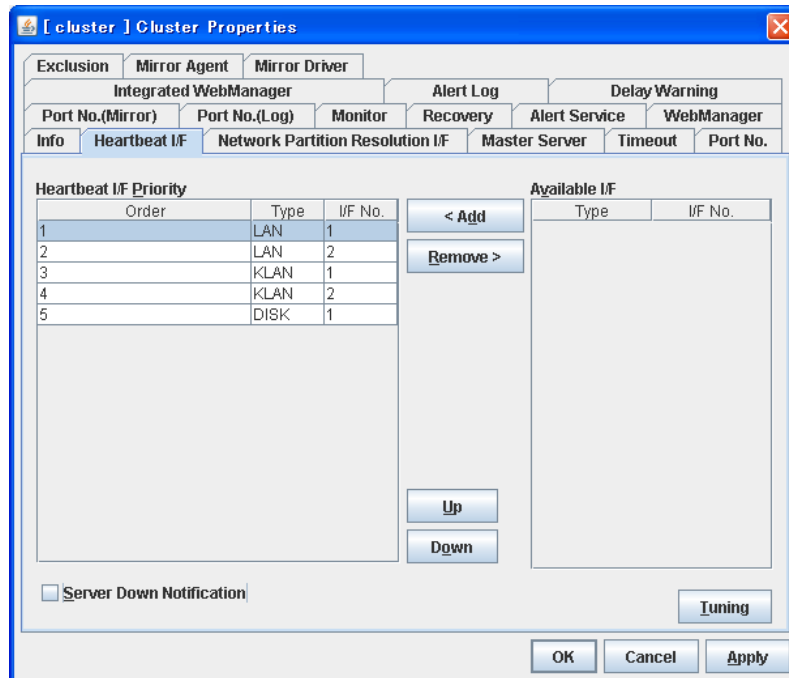 [ cluster ] Cluster Properties
Exclusion Mirror Agent Mirror Driver
Integrated WebManager Alert Log Delay Warning
Port No.(Mirror) Port No.(Log) Monitor Recovery Alert Service WebManager
Info Heartbeat I/F Network Partition Resolution I/F Master Server Timeout Port No.
Heartbeat I/F Priority Available I/F
Order Type I/F No. < Add Type I/F No.
1 LAN 1
2 LAN 2 Remove >
3 KLAN 1
4 KLAN 2
5 DISK 1
Up
Down
Server Down Notification
Tuning
OK Cancel Apply